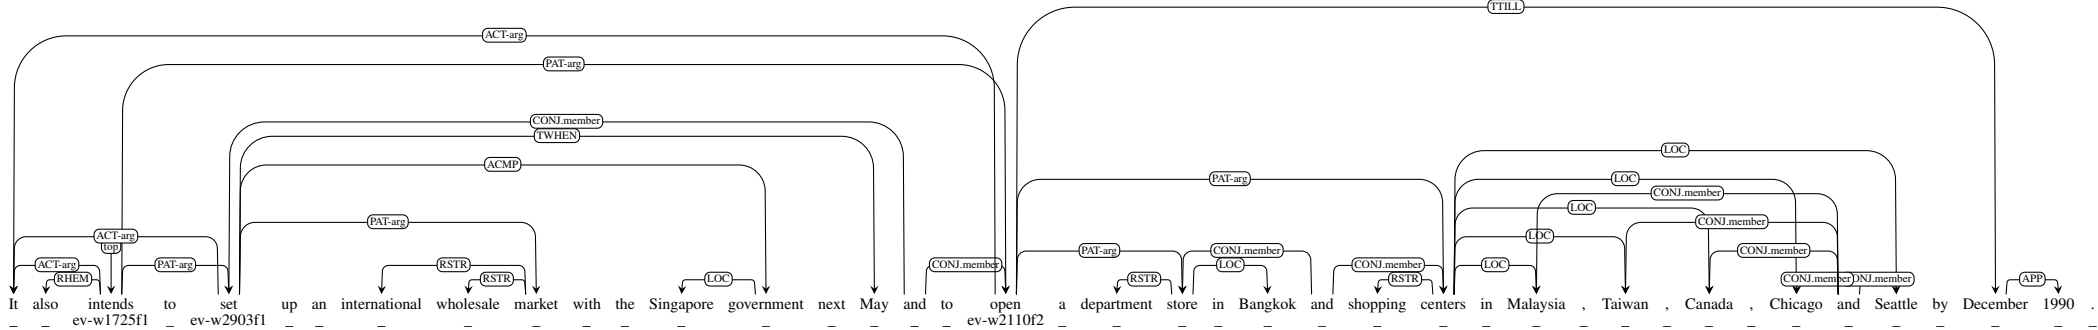 TTILL
ACT-arg
PAT-arg
CONJ.member
TWHEN
LOC
ACMP
PAT-arg LOC
CONJ.member
LOC
PAT-arg CONJ.member
ACT-arg LOC
top
PAT-arg CONJ.member CONJ.member
ACT-arg PAT-arg RSTR CONJ.member LOC CONJ.member LOC
RHEM RSTR LOC RSTR RSTR CONJ.member ONJ.member APP
It also intends to set up an international wholesale market with the Singapore government next May and to open a department store in Bangkok and shopping centers in Malaysia , Taiwan , Canada , Chicago and Seattle by December 1990
_ _ ev-w1725f1 _ ev-w2903f1 _ _ _ _ _ _ _ _ _ _ _ _ _ ev-w2110f2 _ _ _ _ _ _ _ _ _ _ _ _ _ _ _ _ _ _ _ _ _